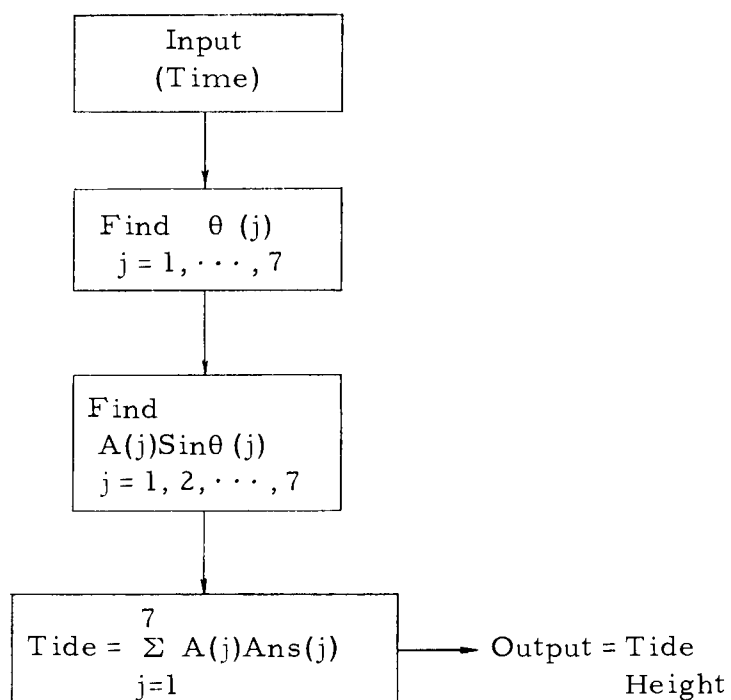 Input
(Time)
Find θ (j)
j = 1, · · · , 7
Find
A(j)Sinθ (j)
j = 1, 2, · · · , 7
7
Tide = Σ A(j)Ans(j)
j=1
Output = Tide
Height